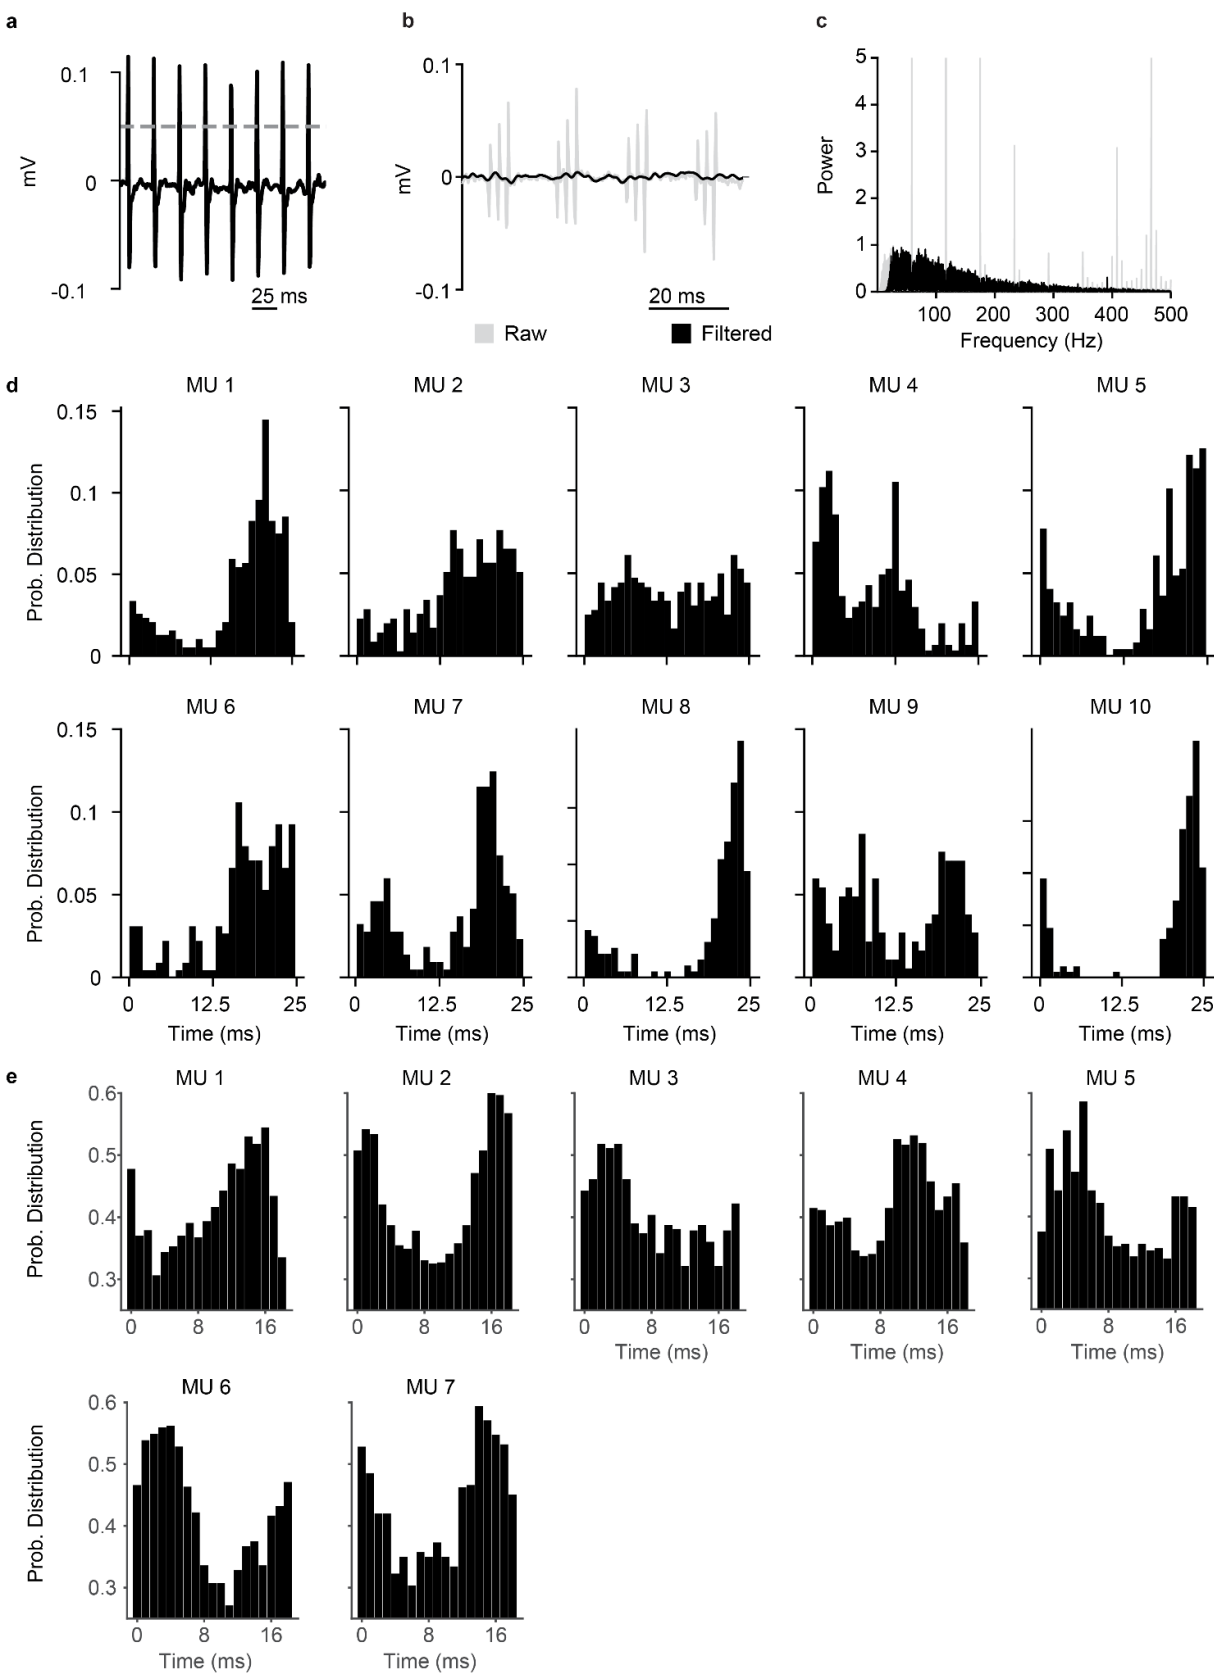 a
b
c
0.1
0
-0.1
mV
25 ms
0.1
0
-0.1
mV
20 ms
Raw
Filtered
5
4
3
2
1
0
Power
100 200 300 400 500
Frequency (Hz)
d
MU 1
MU 2
MU 3
MU 4
MU 5
0.15
0.1
0.05
0
Prob. Distribution
MU 6
MU 7
MU 8
MU 9
MU 10
0.15
0.1
0.05
0
Prob. Distribution
0 12.5 25
0 12.5 25
0 12.5 25
0 12.5 25
0 12.5 25
Time (ms)
Time (ms)
Time (ms)
Time (ms)
Time (ms)
e
MU 1
MU 2
MU 3
MU 4
MU 5
0.6
0.5
0.4
0.3
Prob. Distribution
0 8 16
0 8 16
0 8 16
0 8 16
0 8 16
Time (ms)
Time (ms)
Time (ms)
MU 6
MU 7
0.6
0.5
0.4
0.3
Prob. Distribution
0 8 16
0 8 16
Time (ms)
Time (ms)